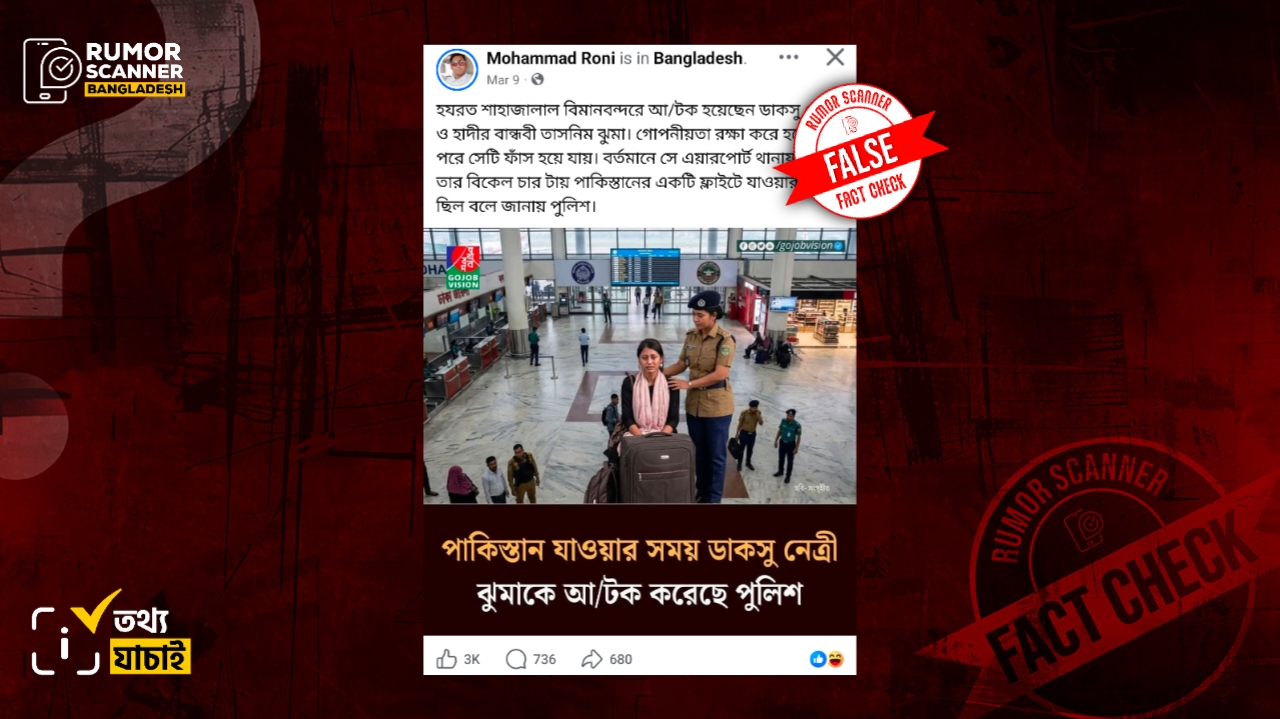 RUMOR
SCANNER
BANGLADESH
Mohammad Roni is in Bangladesh.
Mar 9
হযরত শাহাজালাল বিমানবন্দরে আ/টক হয়েছেন ডাকসু
ও হাদীর বান্ধবী তাসনিম ঝুমা। গোপনীয়তা রক্ষা করে
পরে সেটি ফাঁস হয়ে যায়। বর্তমানে সে এয়ারপোর্ট
তার বিকেল চার টায় পাকিস্তানের একটি ফ্লাইটে
ছিল বলে জানায় পুলিশ।
RUMOR SCANNER
FALSE
FACT CHECK
GOJOB
VISION
/gojobvision
পাকিস্তান যাওয়ার সময় ডাকসু নেত্রী
ঝুমাকে আ/টক করেছে পুলিশ
3K 736 680
তথ্য
যাচাই
RUMOR SCANNER
FACT CHECK